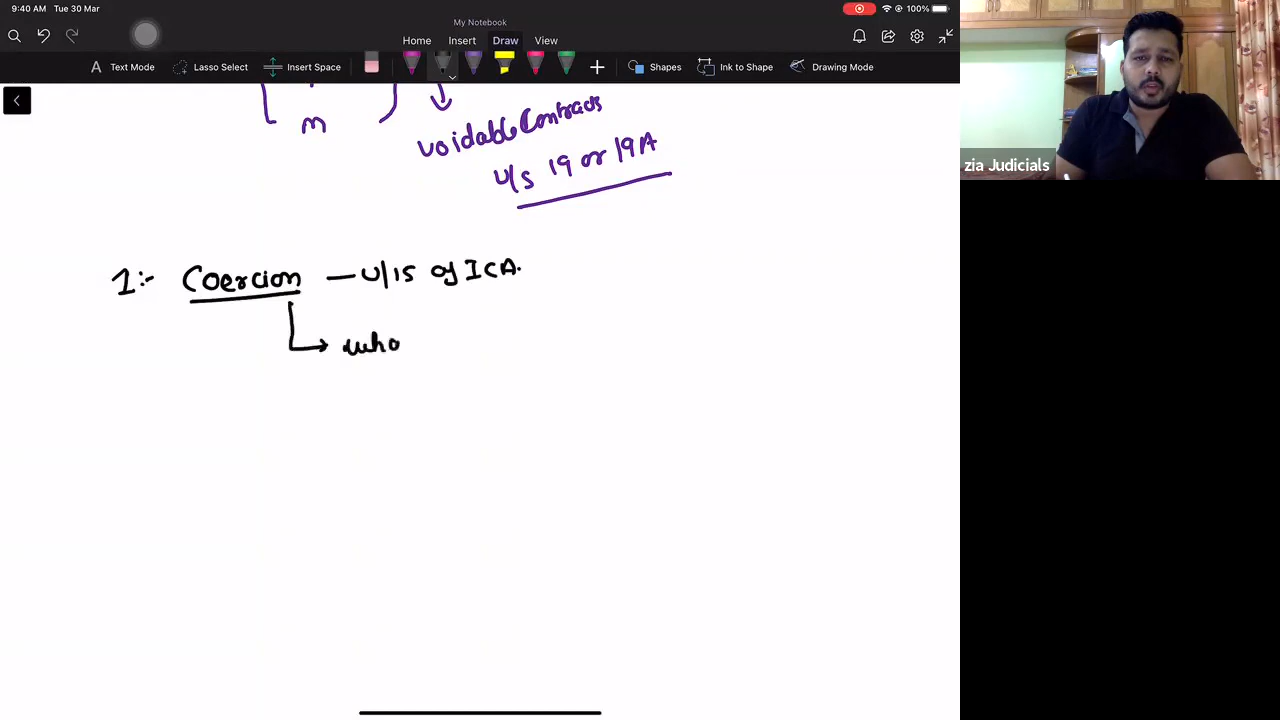 9:40 AM Tue 30 Mar
100%
My Notebook
Home Insert Draw View
A Text Mode Lasso Select Insert Space Shapes Ink to Shape Drawing Mode
m
voidable Contracts
u/s 19 or 19A
1:- Coercion — U/15 of ICA.
who
zia Judicials